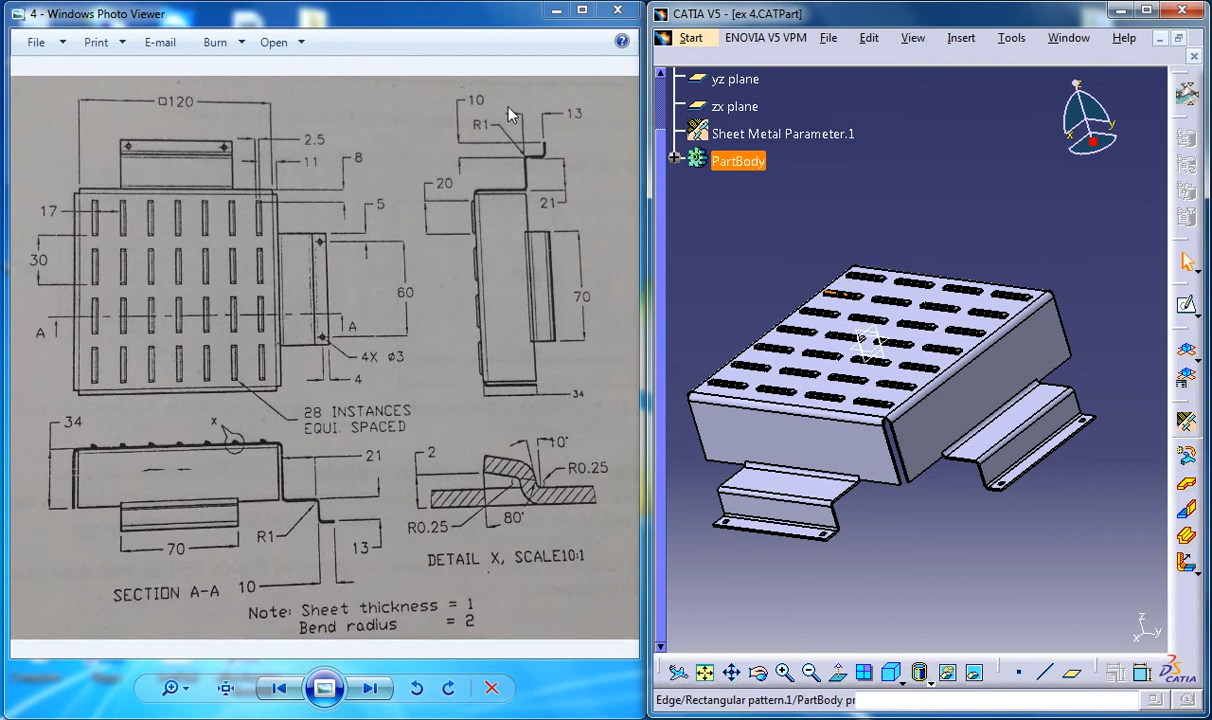 4 - Windows Photo Viewer
File Print E-mail Burn Open
□120
10
13
R1
2.5
11
8
20
21
17
5
30
60
70
A
A
4X ø3
4
34
28 INSTANCES
EQUI. SPACED
34
x
21
2
10°
R0.25
R0.25
80°
R1
70
13
DETAIL X, SCALE10:1
SECTION A-A
10
Note: Sheet thickness = 1
Bend radius = 2
CATIA V5 - [ex 4.CATPart]
Start ENOVIA V5 VPM File Edit View Insert Tools Window Help
yz plane
zx plane
Sheet Metal Parameter.1
PartBody
z
y
x
z
x y
CATIA
Edge/Rectangular pattern.1/PartBody pr